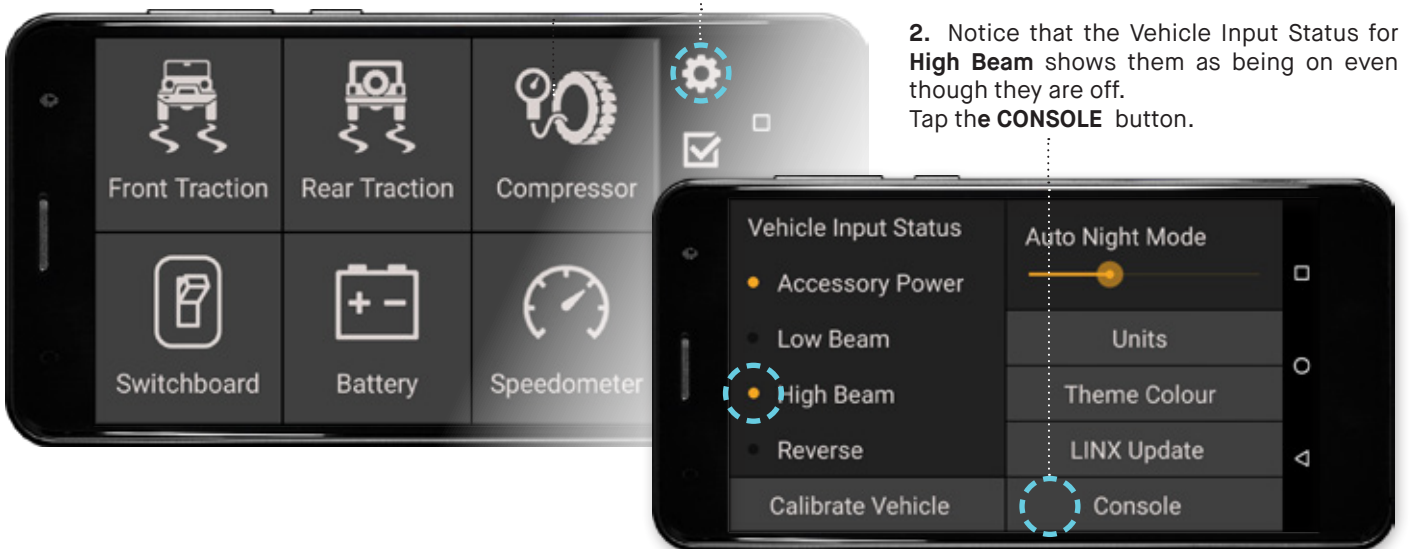 2. Notice that the Vehicle Input Status for
High Beam shows them as being on even
though they are off.
Tap the CONSOLE button.
Front Traction
Rear Traction
Compressor
Switchboard
Battery
Speedometer
Vehicle Input Status
Accessory Power
Low Beam
High Beam
Reverse
Calibrate Vehicle
Auto Night Mode
Units
Theme Colour
LINX Update
Console